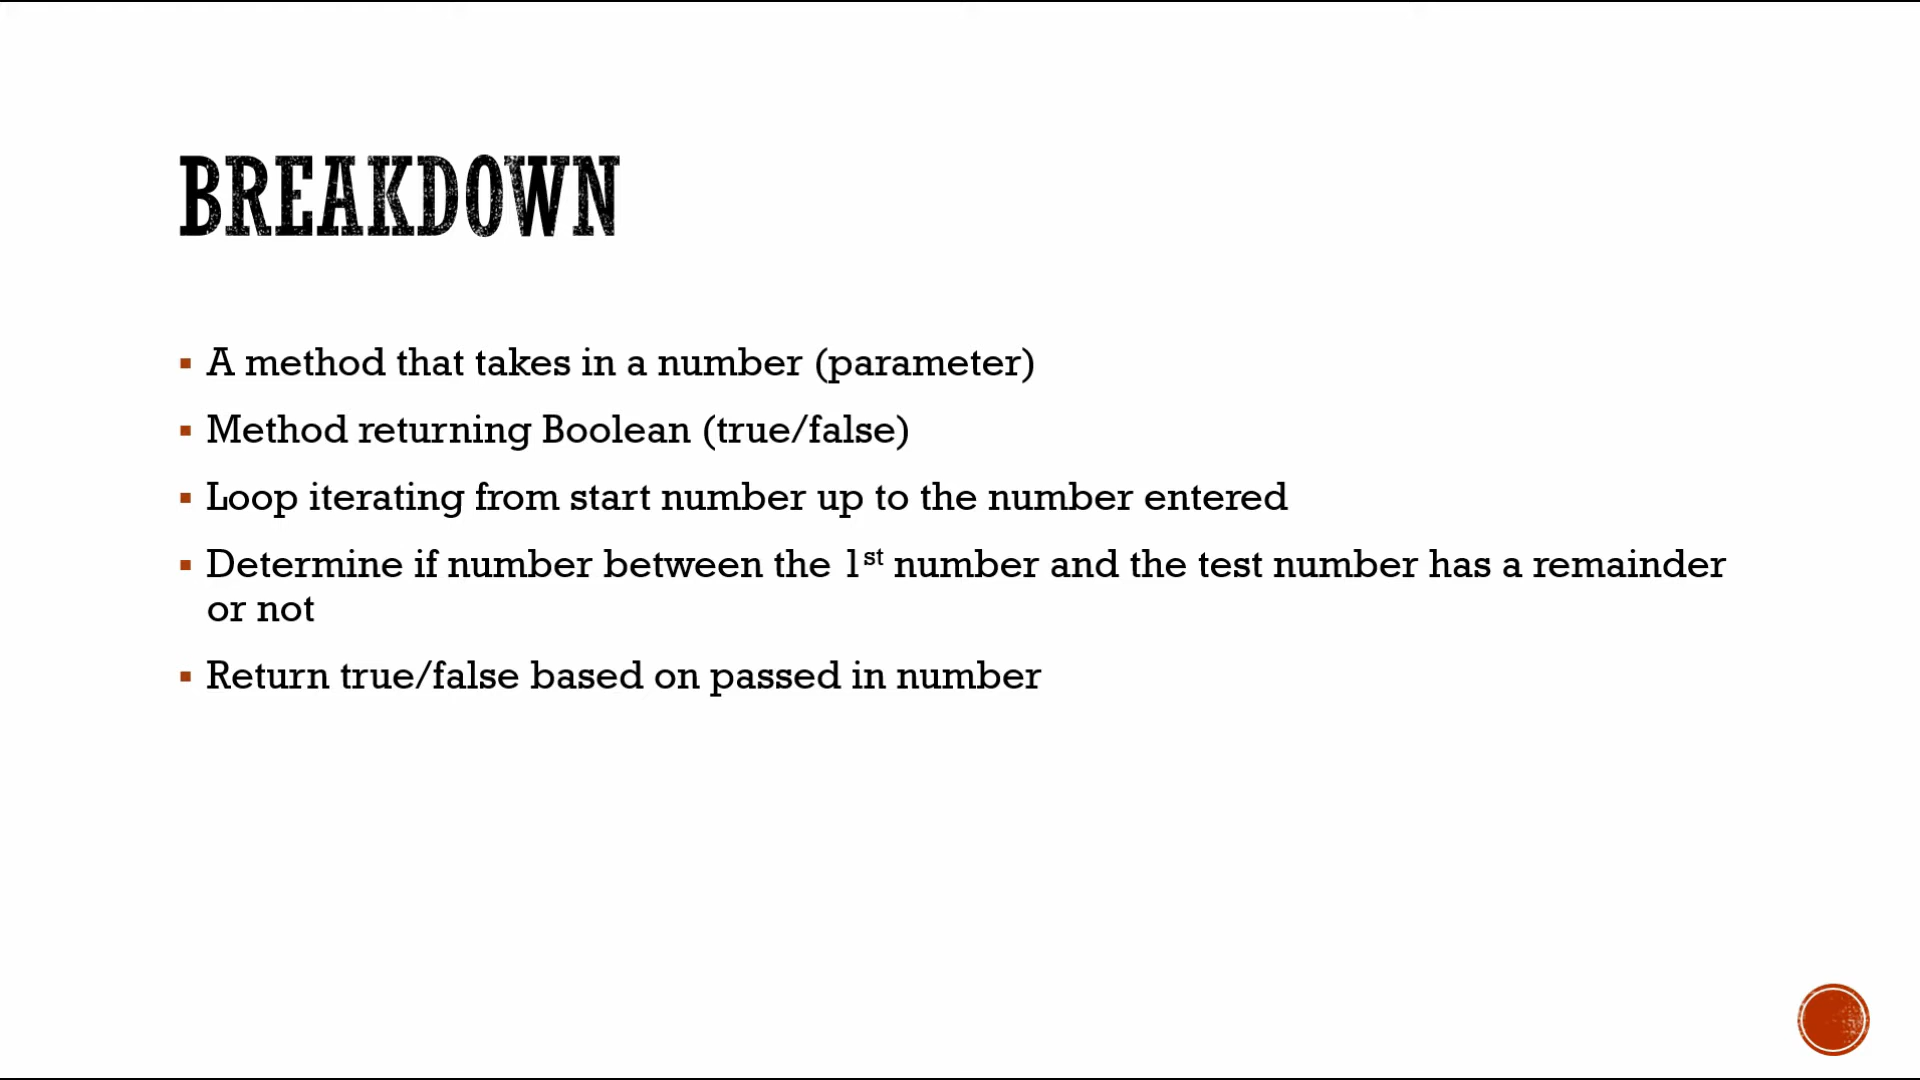 BREAKDOWN
▪ A method that takes in a number (parameter)
▪ Method returning Boolean (true/false)
▪ Loop iterating from start number up to the number entered
▪ Determine if number between the 1st number and the test number has a remainder
or not
▪ Return true/false based on passed in number